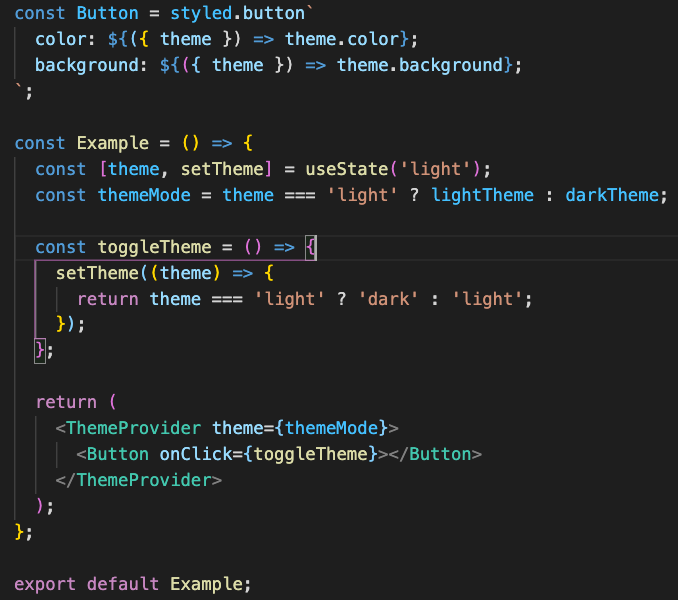 const Button = styled.button`
  color: ${({ theme }) => theme.color};
  background: ${({ theme }) => theme.background};
`;

const Example = () => {
  const [theme, setTheme] = useState('light');
  const themeMode = theme === 'light' ? lightTheme : darkTheme;

  const toggleTheme = () => {
    setTheme((theme) => {
      return theme === 'light' ? 'dark' : 'light';
    });
  };

  return (
    <ThemeProvider theme={themeMode}>
      <Button onClick={toggleTheme}></Button>
    </ThemeProvider>
  );
};

export default Example;